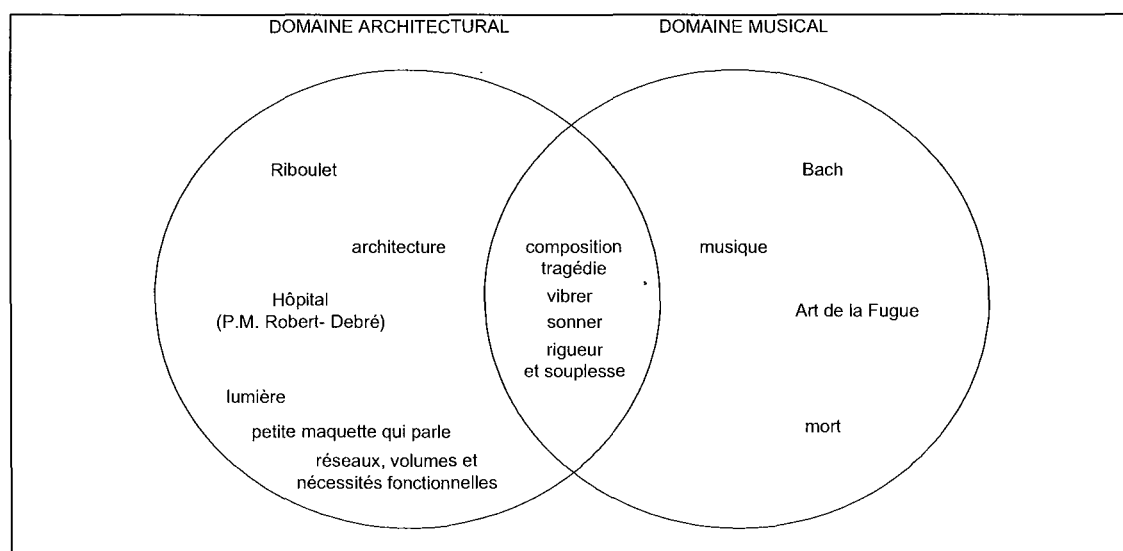 DOMAINE ARCHITECTURAL
DOMAINE MUSICAL
Riboulet
Bach
architecture
composition
musique
tragédie
vibrer
Hôpital
(P.M. Robert- Debré)
Art de la Fugue
sonner
rigueur
et souplesse
lumière
mort
petite maquette qui parle
réseaux, volumes et
nécessités fonctionnelles